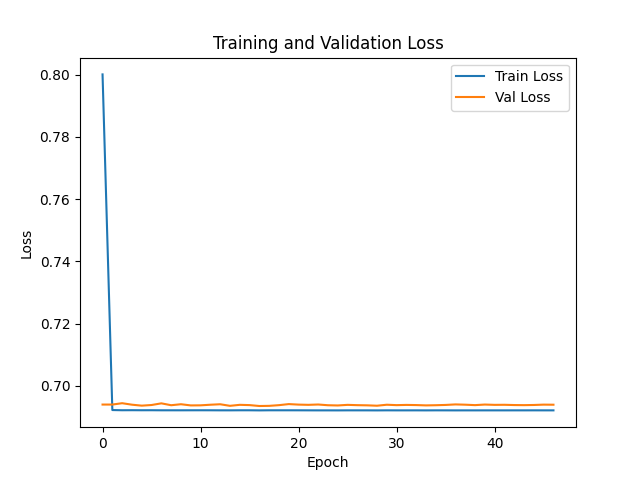 Training and Validation Loss
Train Loss
Val Loss
0.80
0.78
0.76
0.74
0.72
0.70
Loss
0 10 20 30 40
Epoch